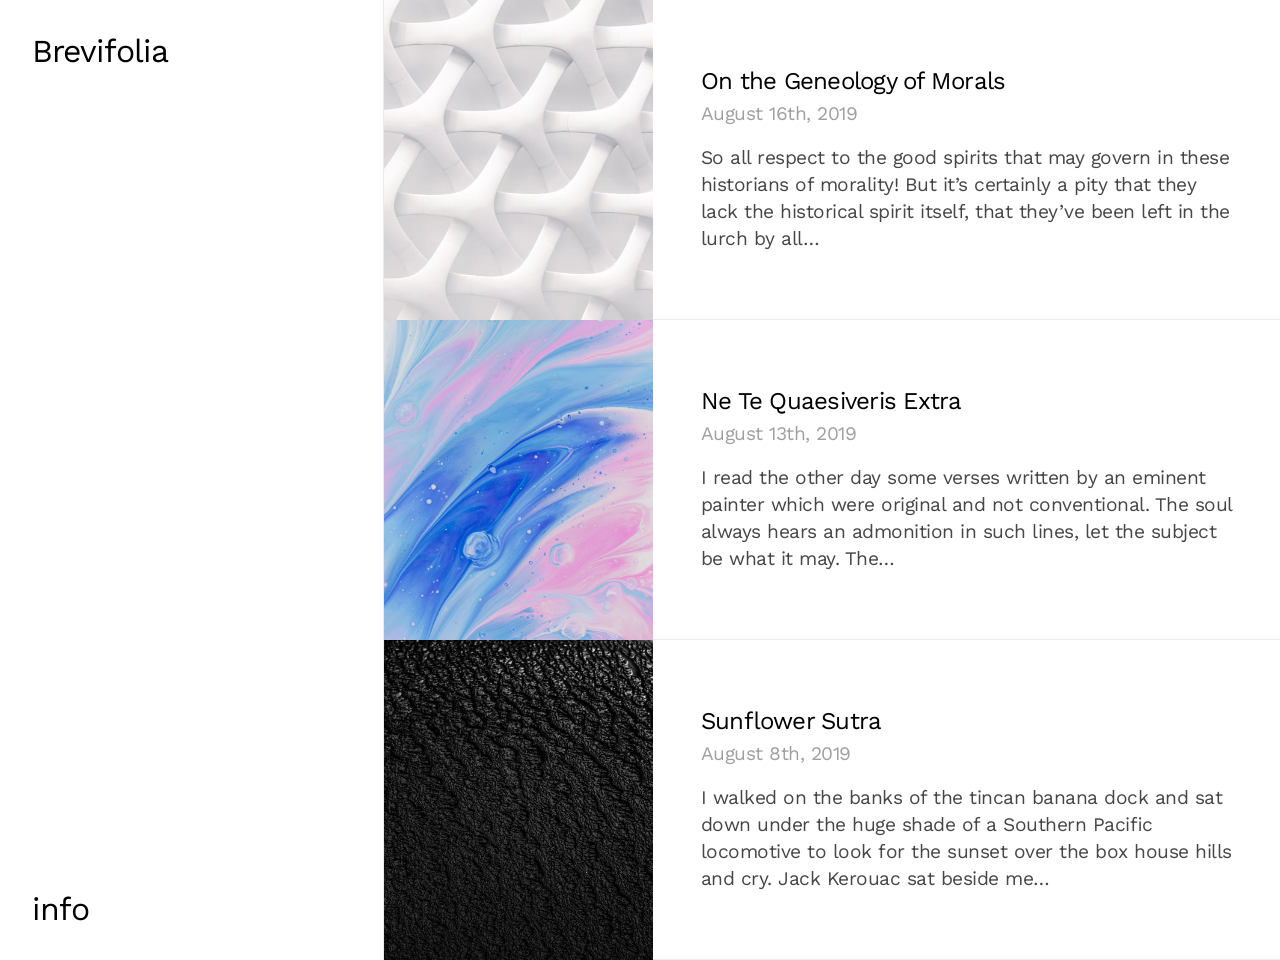 Brevifolia
On the Geneology of Morals
August 16th, 2019
So all respect to the good spirits that may govern in these
historians of morality! But it’s certainly a pity that they
lack the historical spirit itself, that they’ve been left in the
lurch by all…
Ne Te Quaesiveris Extra
August 13th, 2019
I read the other day some verses written by an eminent
painter which were original and not conventional. The soul
always hears an admonition in such lines, let the subject
be what it may. The…
Sunflower Sutra
August 8th, 2019
I walked on the banks of the tincan banana dock and sat
down under the huge shade of a Southern Pacific
locomotive to look for the sunset over the box house hills
and cry. Jack Kerouac sat beside me…
info